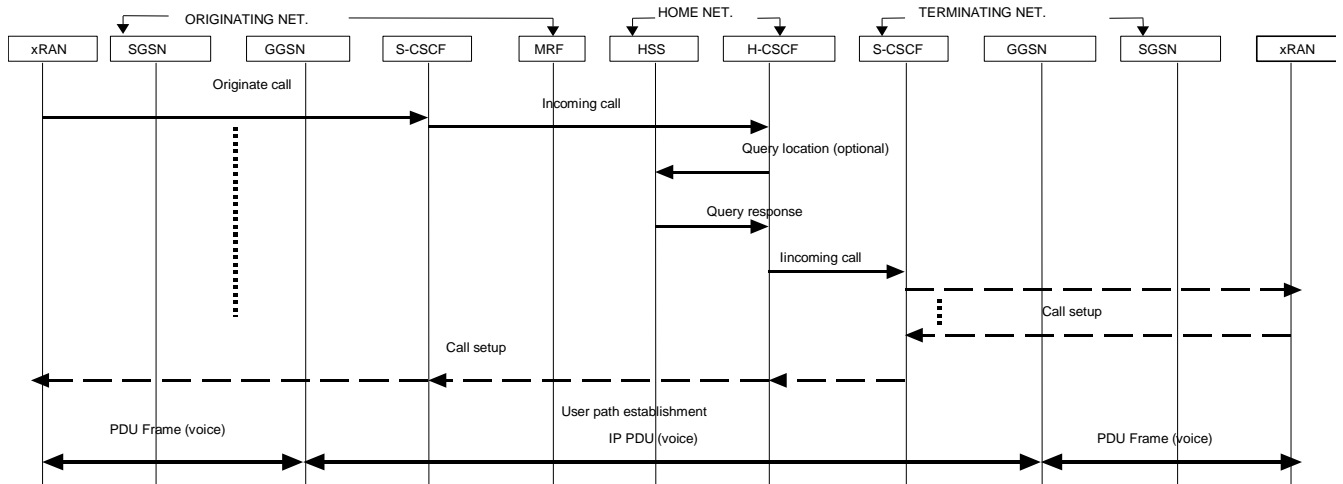 ORIGINATING NET.
HOME NET.
TERMINATING NET.
xRAN
SGSN
GGSN
S-CSCF
MRF
HSS
H-CSCF
S-CSCF
GGSN
SGSN
xRAN
Originate call
Incoming call
Query location (optional)
Query response
Iincoming call
Call setup
Call setup
User path establishment
PDU Frame (voice)
IP PDU (voice)
PDU Frame (voice)